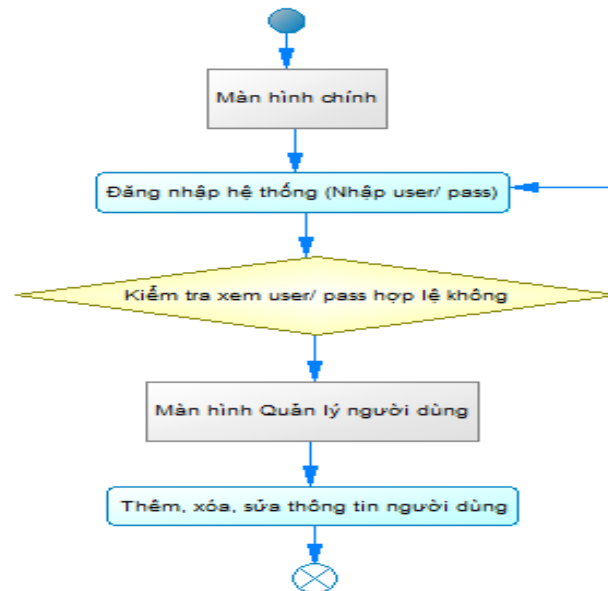 Màn hình chính
Đăng nhập hệ thống (Nhập user/ pass)
Kiểm tra xem user/ pass hợp lệ không
Màn hình Quản lý người dùng
Thêm, xóa, sửa thông tin người dùng